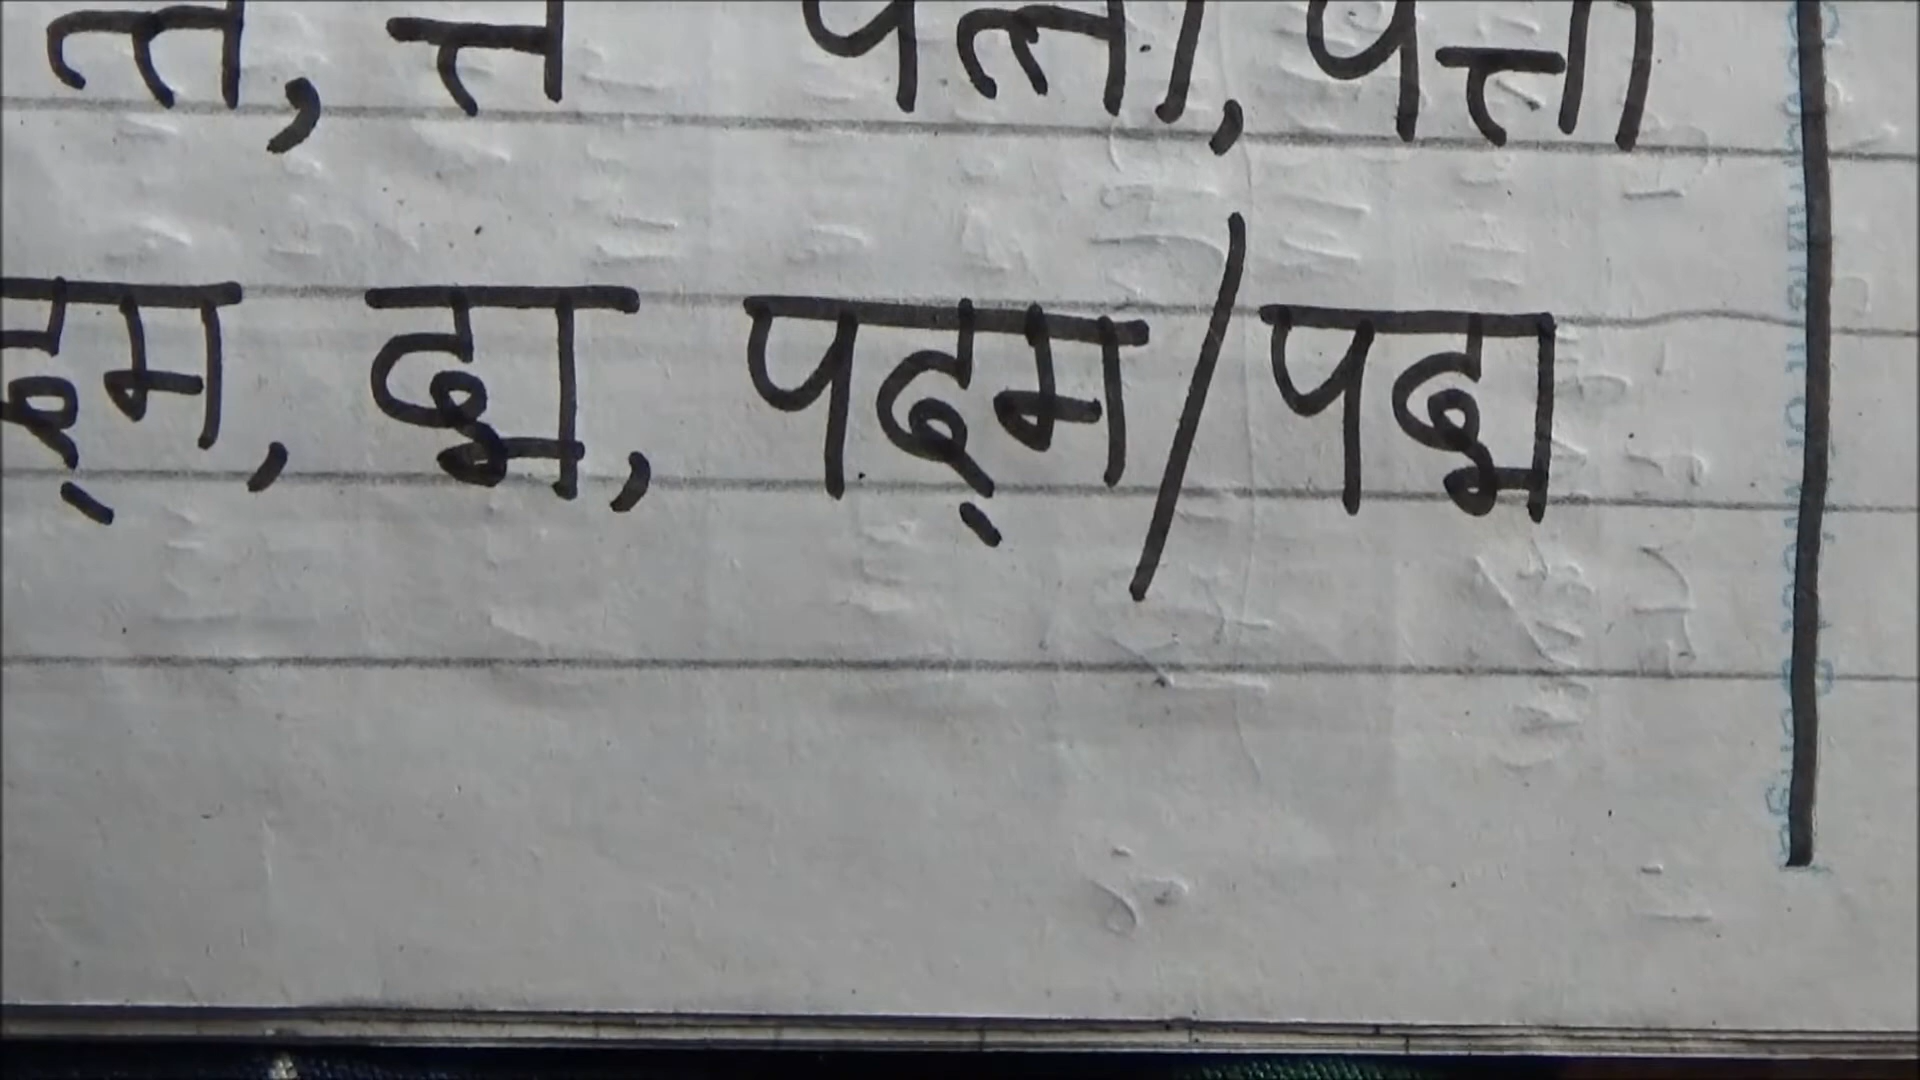 त्त, त्त पत्ता, पत्ता
द्‌म, द्म, पद्‌म/पद्म